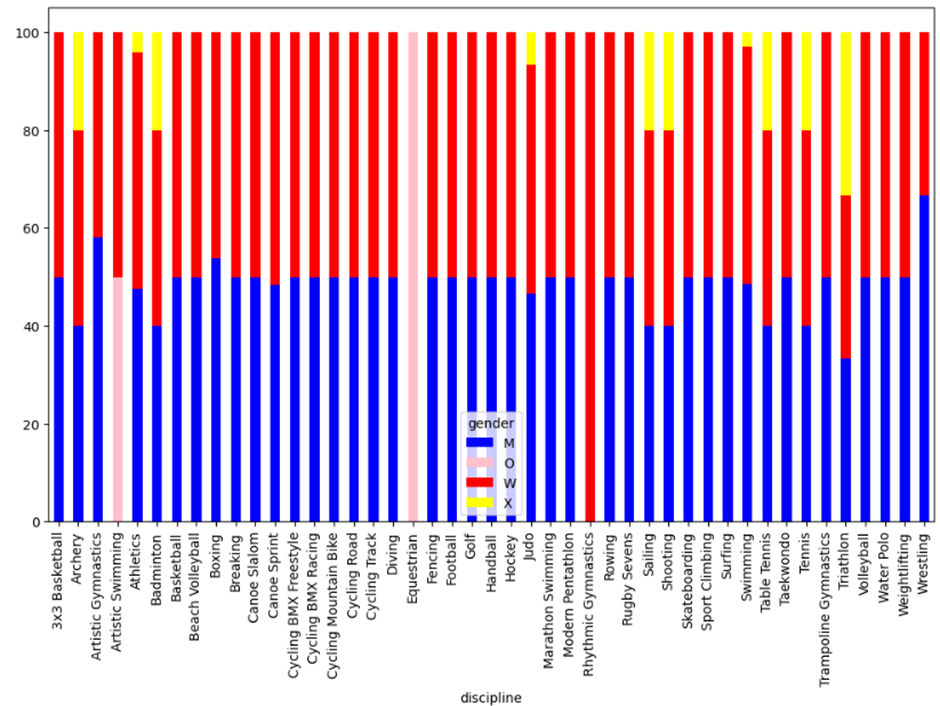 100
80
60
40
20
0
gender
M
O
W
X
3x3 Basketball
Archery
Artistic Gymnastics
Artistic Swimming
Athletics
Badminton
Basketball
Beach Volleyball
Boxing
Breaking
Canoe Slalom
Canoe Sprint
Cycling BMX Freestyle
Cycling BMX Racing
Cycling Mountain Bike
Cycling Road
Cycling Track
Diving
Equestrian
Fencing
Football
Golf
Handball
Hockey
Judo
Marathon Swimming
Modern Pentathlon
Rhythmic Gymnastics
Rowing
Rugby Sevens
Sailing
Shooting
Skateboarding
Sport Climbing
Surfing
Swimming
Table Tennis
Taekwondo
Tennis
Trampoline Gymnastics
Triathlon
Volleyball
Water Polo
Weightlifting
Wrestling
discipline